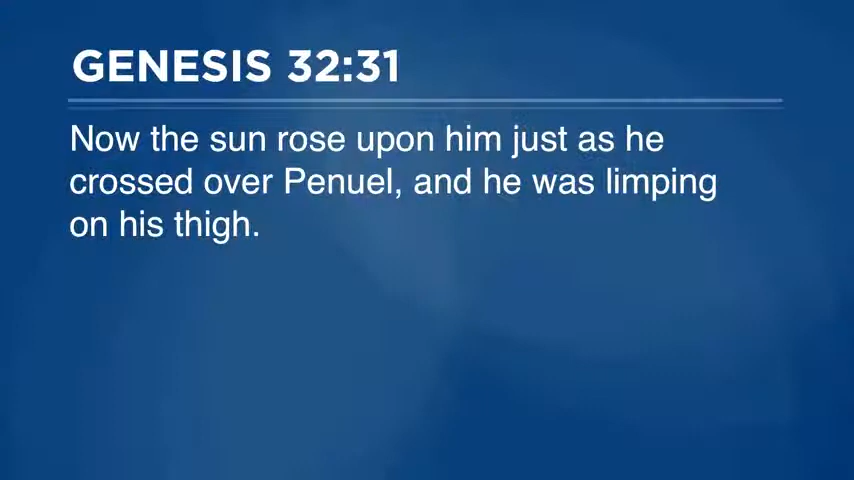 GENESIS 32:31
Now the sun rose upon him just as he
crossed over Penuel, and he was limping
on his thigh.